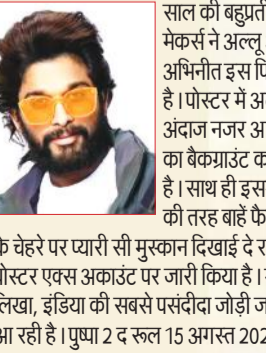 साल की बहुप्रती
मेकर्स ने अल्लू
अभिनीत इस फि
है। पोस्टर में अ
अंदाज नजर आ
का बैकग्राउंट क
है। साथ ही इस
की तरह बाहें फै
के चेहरे पर प्यारी सी मुस्कान दिखाई दे र
पोस्टर एक्स अकाउंट पर जारी किया है।
लिखा, इंडिया की सबसे पसंदीदा जोड़ी ज
आ रही है। पुष्पा 2 द रूल 15 अगस्त 202